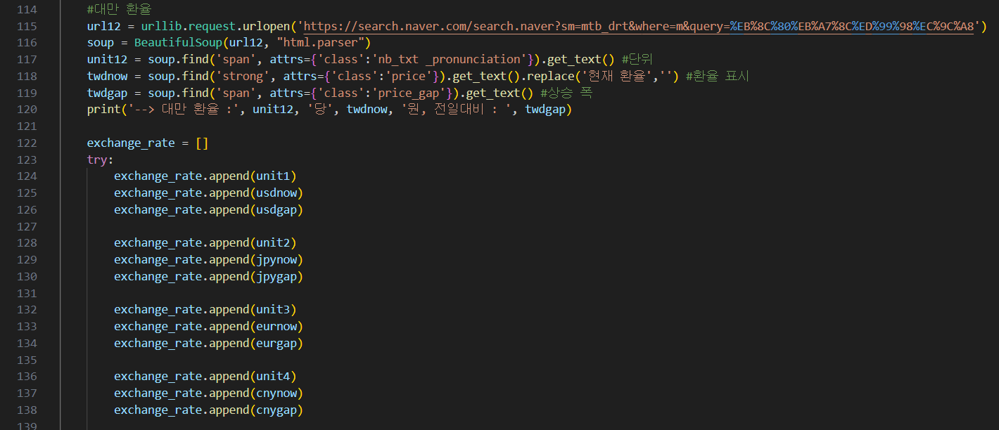 114 #대만 환율
115 url12 = urllib.request.urlopen('https://search.naver.com/search.naver?sm=mtb_drt&where=m&query=%EB%8C%80%EB%A7%8C%ED%99%98%EC%9C%A8')
116 soup = BeautifulSoup(url12, "html.parser")
117 unit12 = soup.find('span', attrs={'class':'nb_txt _pronunciation'}).get_text() #단위
118 twdnow = soup.find('strong', attrs={'class':'price'}).get_text().replace('현재 환율','') #환율 표시
119 twdgap = soup.find('span', attrs={'class':'price_gap'}).get_text() #상승 폭
120 print('--> 대만 환율 :', unit12, '당', twdnow, '원, 전일대비 : ', twdgap)
121
122 exchange_rate = []
123 try:
124 exchange_rate.append(unit1)
125 exchange_rate.append(usdnow)
126 exchange_rate.append(usdgap)
127
128 exchange_rate.append(unit2)
129 exchange_rate.append(jpynow)
130 exchange_rate.append(jpygap)
131
132 exchange_rate.append(unit3)
133 exchange_rate.append(eurnow)
134 exchange_rate.append(eurgap)
135
136 exchange_rate.append(unit4)
137 exchange_rate.append(cnynow)
138 exchange_rate.append(cnygap)
139